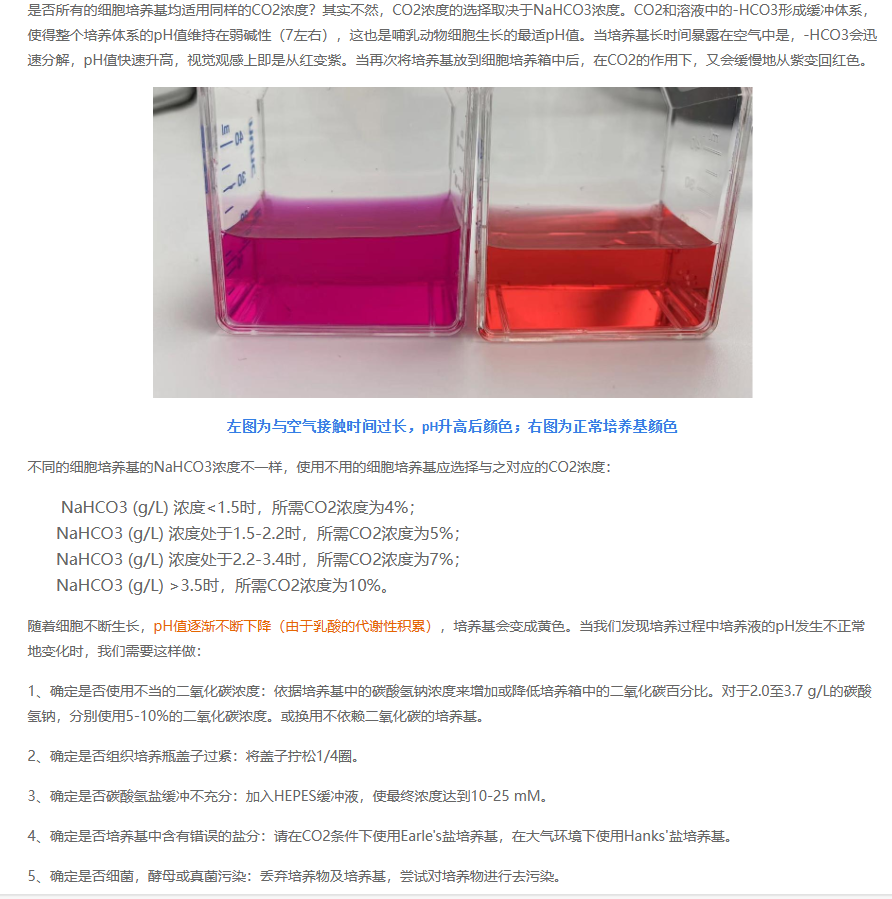 是否所有的细胞培养基均适用同样的CO2浓度？其实不然，CO2浓度的选择取决于NaHCO3浓度。CO2和溶液中的-HCO3形成缓冲体系，
使得整个培养体系的pH值维持在弱碱性（7左右），这也是哺乳动物细胞生长的最适pH值。当培养基长时间暴露在空气中是，-HCO3会迅
速分解，pH值快速升高，视觉观感上即是从红变紫。当再次将培养基放到细胞培养箱中后，在CO2的作用下，又会缓慢地从紫变回红色。
lm
40
30
左图为与空气接触时间过长，pH升高后颜色；右图为正常培养基颜色
不同的细胞培养基的NaHCO3浓度不一样，使用不用的细胞培养基应选择与之对应的CO2浓度：
NaHCO3 (g/L) 浓度<1.5时，所需CO2浓度为4%；
NaHCO3 (g/L) 浓度处于1.5-2.2时，所需CO2浓度为5%；
NaHCO3 (g/L) 浓度处于2.2-3.4时，所需CO2浓度为7%；
NaHCO3 (g/L) >3.5时，所需CO2浓度为10%。
随着细胞不断生长，pH值逐渐不断下降（由于乳酸的代谢性积累），培养基会变成黄色。当我们发现培养过程中培养液的pH发生不正常
地变化时，我们需要这样做：
1、确定是否使用不当的二氧化碳浓度：依据培养基中的碳酸氢钠浓度来增加或降低培养箱中的二氧化碳百分比。对于2.0至3.7 g/L的碳酸
氢钠，分别使用5-10%的二氧化碳浓度。或换用不依赖二氧化碳的培养基。
2、确定是否组织培养瓶盖子过紧：将盖子拧松1/4圈。
3、确定是否碳酸氢盐缓冲不充分：加入HEPES缓冲液，使最终浓度达到10-25 mM。
4、确定是否培养基中含有错误的盐分：请在CO2条件下使用Earle's盐培养基，在大气环境下使用Hanks'盐培养基。
5、确定是否细菌，酵母或真菌污染：丢弃培养物及培养基，尝试对培养物进行去污染。